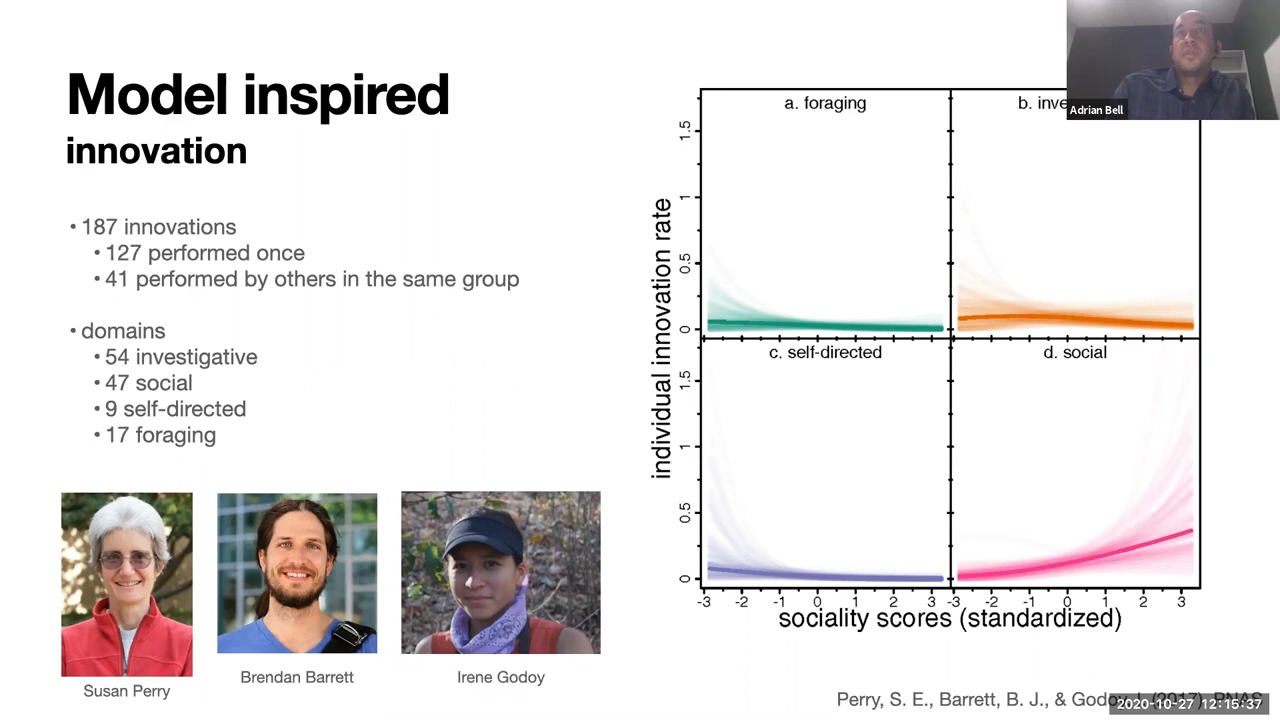 Model inspired
innovation
• 187 innovations
• 127 performed once
• 41 performed by others in the same group
• domains
• 54 investigative
• 47 social
• 9 self-directed
• 17 foraging
Susan Perry
Brendan Barrett
Irene Godoy
individual innovation rate
a. foraging
1.5
1
0.5
0
b.
c. self-directed
1.5
1
0.5
0
d. social
-3 -2 -1 0 1 2 3
-3 -2 -1 0 1 2 3
sociality scores (standardized)
Adrian Bell
Perry, S. E., Barrett, B. J., & Godoy, I. (2017). PNAS
2020-10-27 12:15:37